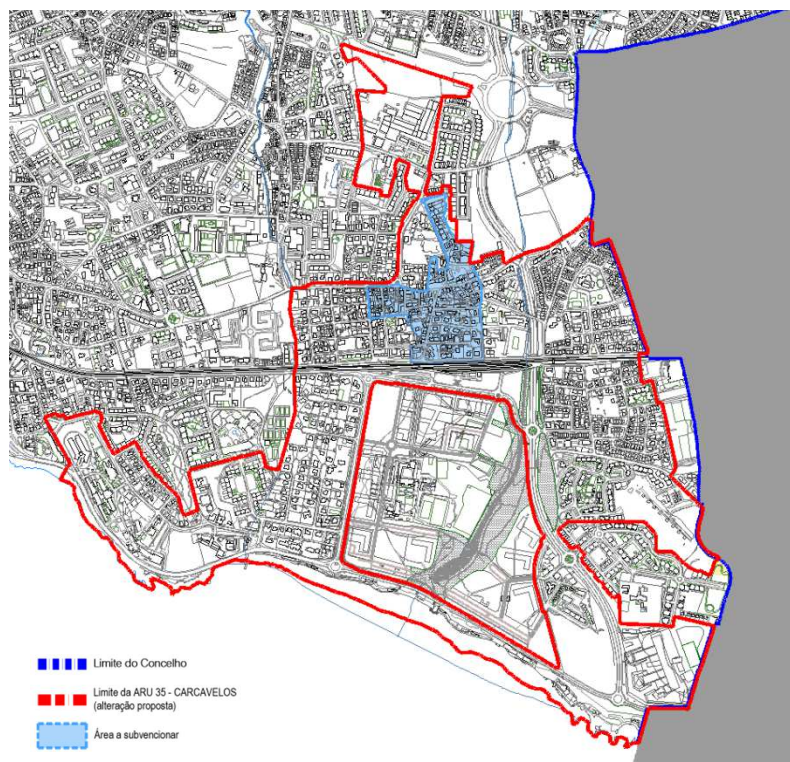 Limite do Concelho
Limite da ARU 35 - CARCAVELOS
(alteração proposta)
Área a subvencionar